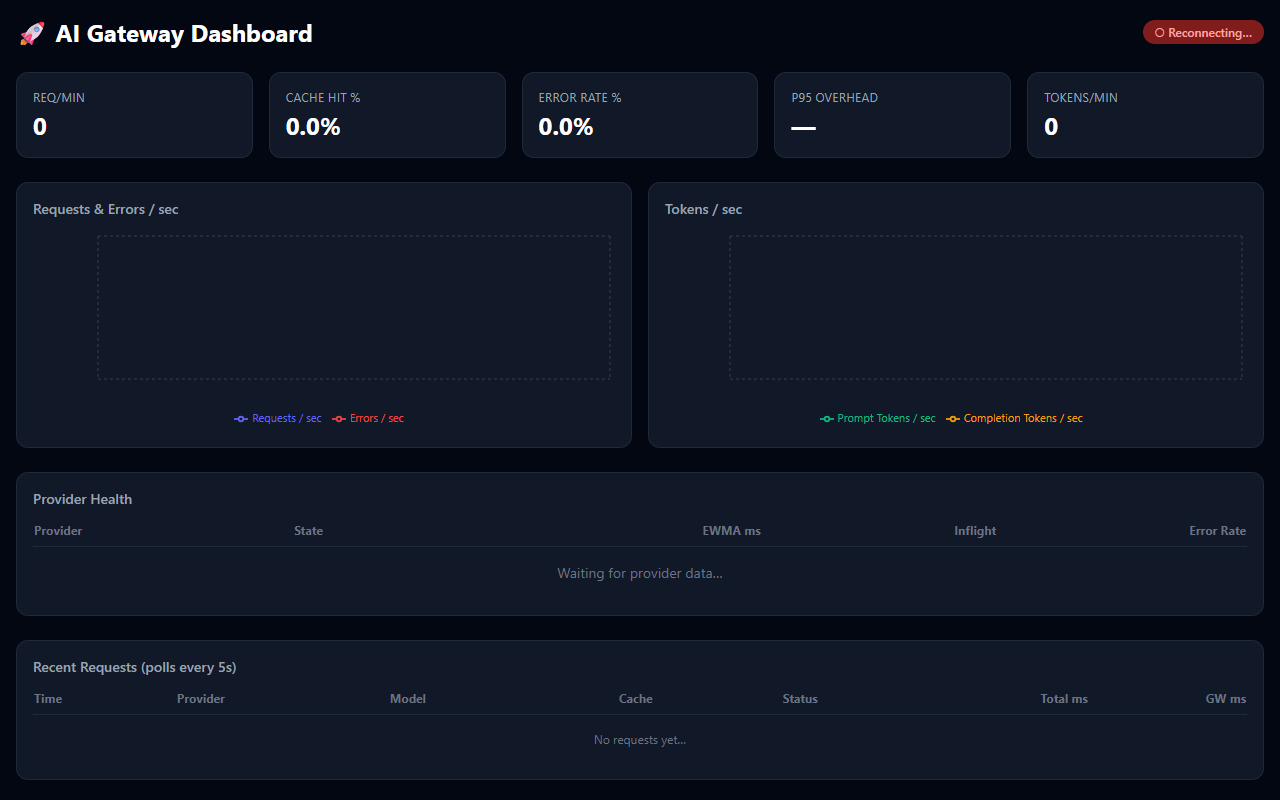 🚀 AI Gateway Dashboard
Reconnecting...
REQ/MIN
0
CACHE HIT %
0.0%
ERROR RATE %
0.0%
P95 OVERHEAD
—
TOKENS/MIN
0
Requests & Errors / sec
Requests / sec Errors / sec
Tokens / sec
Prompt Tokens / sec Completion Tokens / sec
Provider Health
Provider State EWMA ms Inflight Error Rate
Waiting for provider data...
Recent Requests (polls every 5s)
Time Provider Model Cache Status Total ms GW ms
No requests yet...